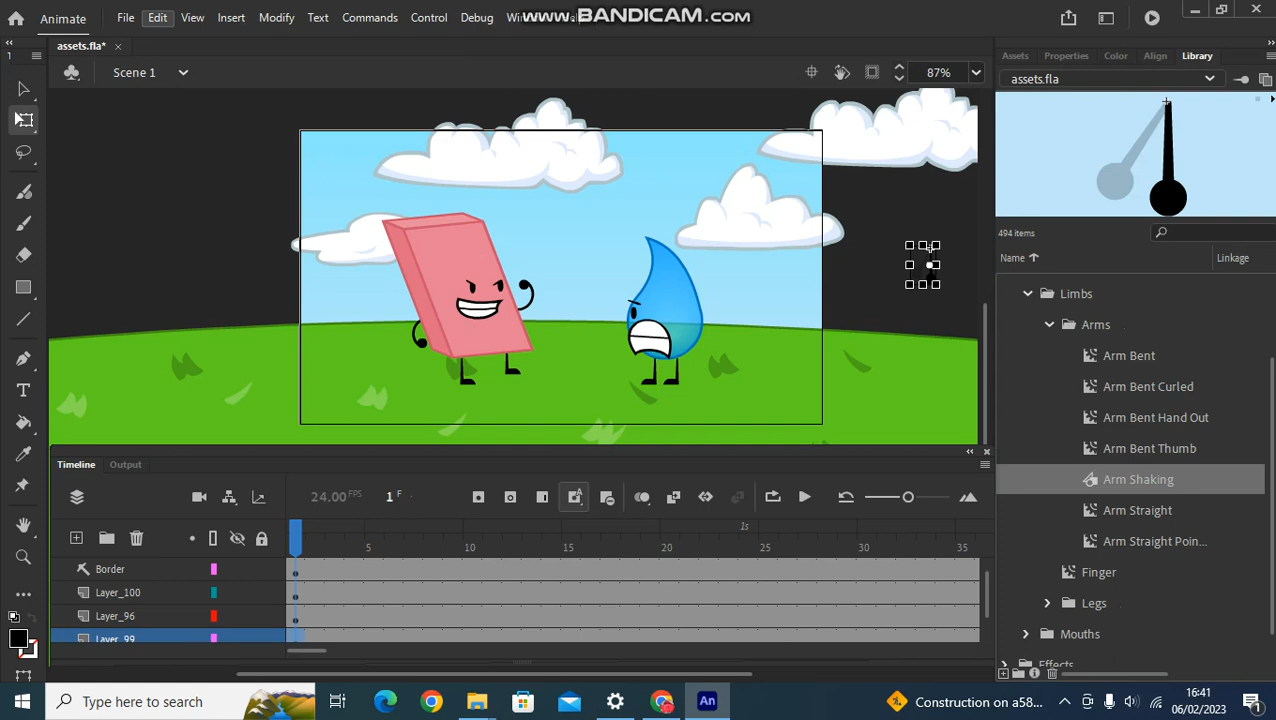 www.BANDICAM.com
Animate File Edit View Insert Modify Text Commands Control Debug
assets.fla*
Scene 1 87%
Assets Properties Color Align Library
assets.fla
494 items
Name Linkage
Limbs
Arms
Arm Bent
Arm Bent Curled
Arm Bent Hand Out
Arm Bent Thumb
Arm Shaking
Arm Straight
Arm Straight Poin...
Finger
Legs
Mouths
Effects
Timeline Output
24.00 FPS 1 F
1s
5 10 15 20 25 30 35
Border
Layer_100
Layer_96
Layer_99
Type here to search
An
Construction on a58...
16:41
06/02/2023
1